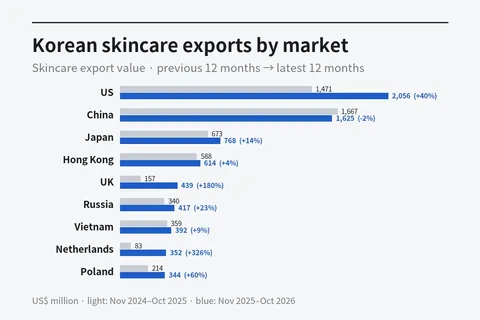 Korean skincare exports by market
Skincare export value · previous 12 months → latest 12 months
US 1,471
2,056 (+40%)
China 1,667
1,625 (-2%)
Japan 673
768 (+14%)
Hong Kong 588
614 (+4%)
UK 157
439 (+180%)
Russia 340
417 (+23%)
Vietnam 359
392 (+9%)
Netherlands 83
352 (+326%)
Poland 214
344 (+60%)
US$ million · light: Nov 2024–Oct 2025 · blue: Nov 2025–Oct 2026